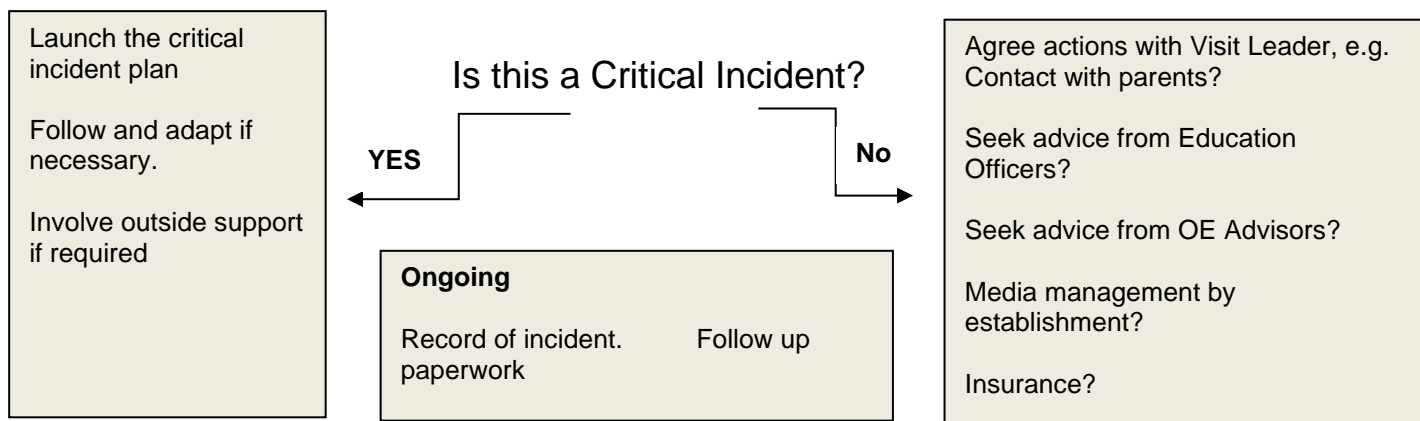 Is this a Critical Incident?
YES
No
Launch the critical
incident plan
Follow and adapt if
necessary.
Involve outside support
if required
Agree actions with Visit Leader, e.g.
Contact with parents?
Seek advice from Education
Officers?
Seek advice from OE Advisors?
Media management by
establishment?
Insurance?
Ongoing
Record of incident. Follow up
paperwork